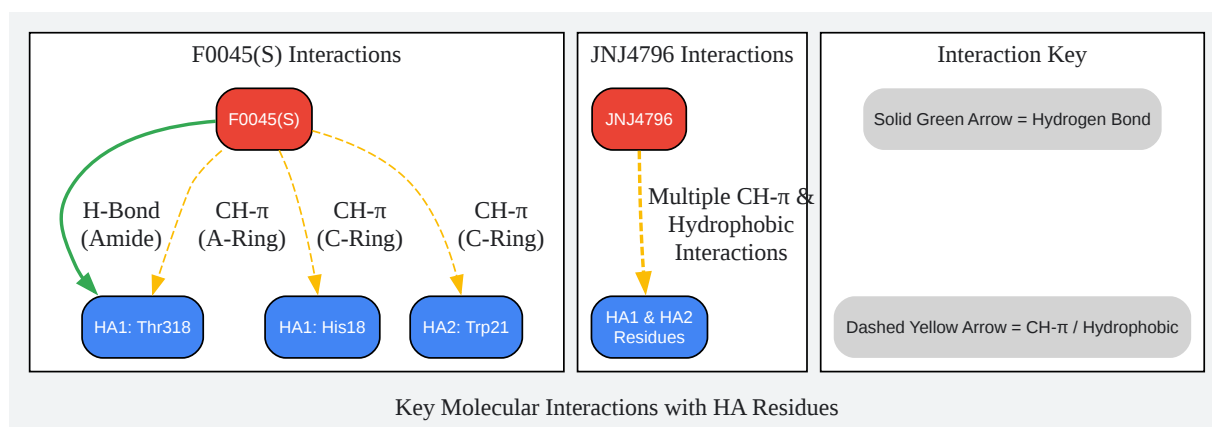 F0045(S) Interactions
F0045(S)
H-Bond
(Amide)
CH-π
(A-Ring)
CH-π
(C-Ring)
CH-π
(C-Ring)
HA1: Thr318
HA1: His18
HA2: Trp21
JNJ4796 Interactions
JNJ4796
Multiple CH-π &
Hydrophobic
Interactions
HA1 & HA2
Residues
Interaction Key
Solid Green Arrow = Hydrogen Bond
Dashed Yellow Arrow = CH-π / Hydrophobic
Key Molecular Interactions with HA Residues